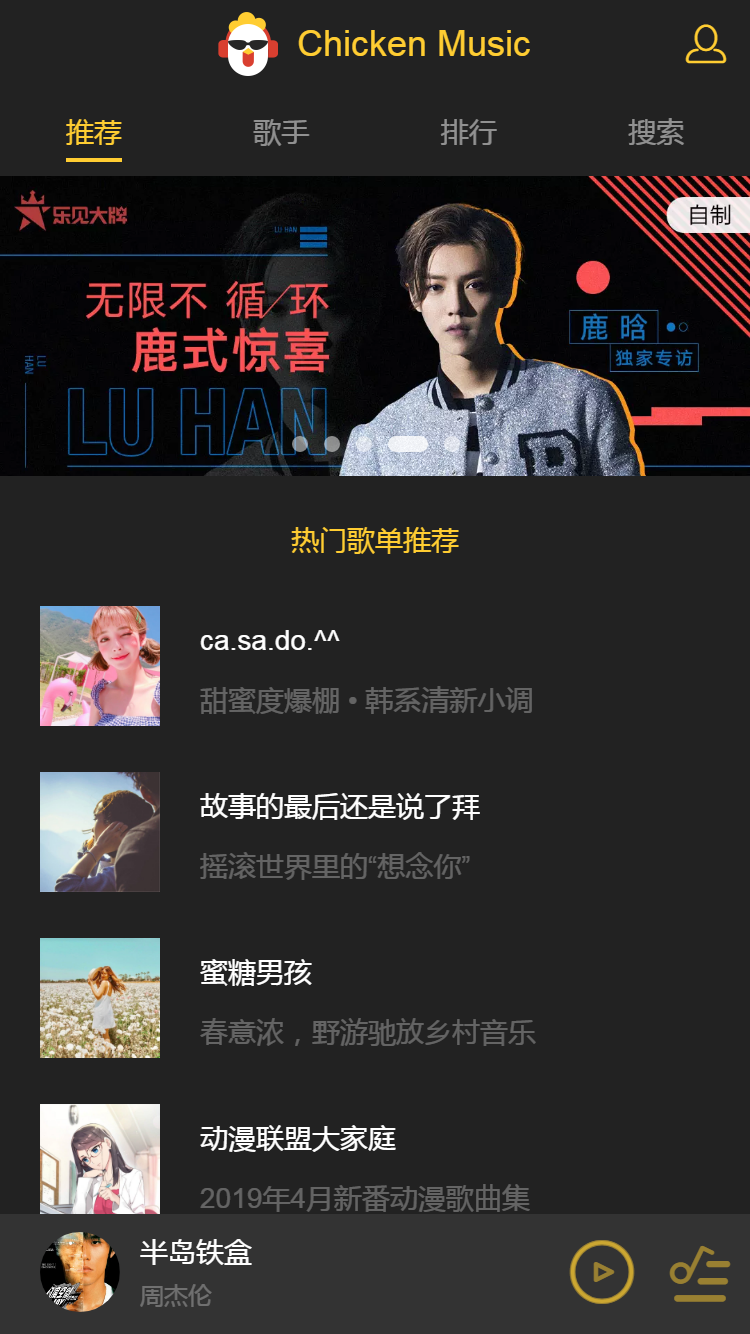 Chicken Music
推荐
歌手
排行
搜索
乐见大牌
自制
LU HAN
无限不 循/环
鹿式惊喜
鹿晗
独家专访
LU HAN
LU HAN
热门歌单推荐
ca.sa.do.^^
甜蜜度爆棚 • 韩系清新小调
故事的最后还是说了拜
摇滚世界里的“想念你”
蜜糖男孩
春意浓，野游驰放乡村音乐
动漫联盟大家庭
2019年4月新番动漫歌曲集
半岛铁盒
周杰伦